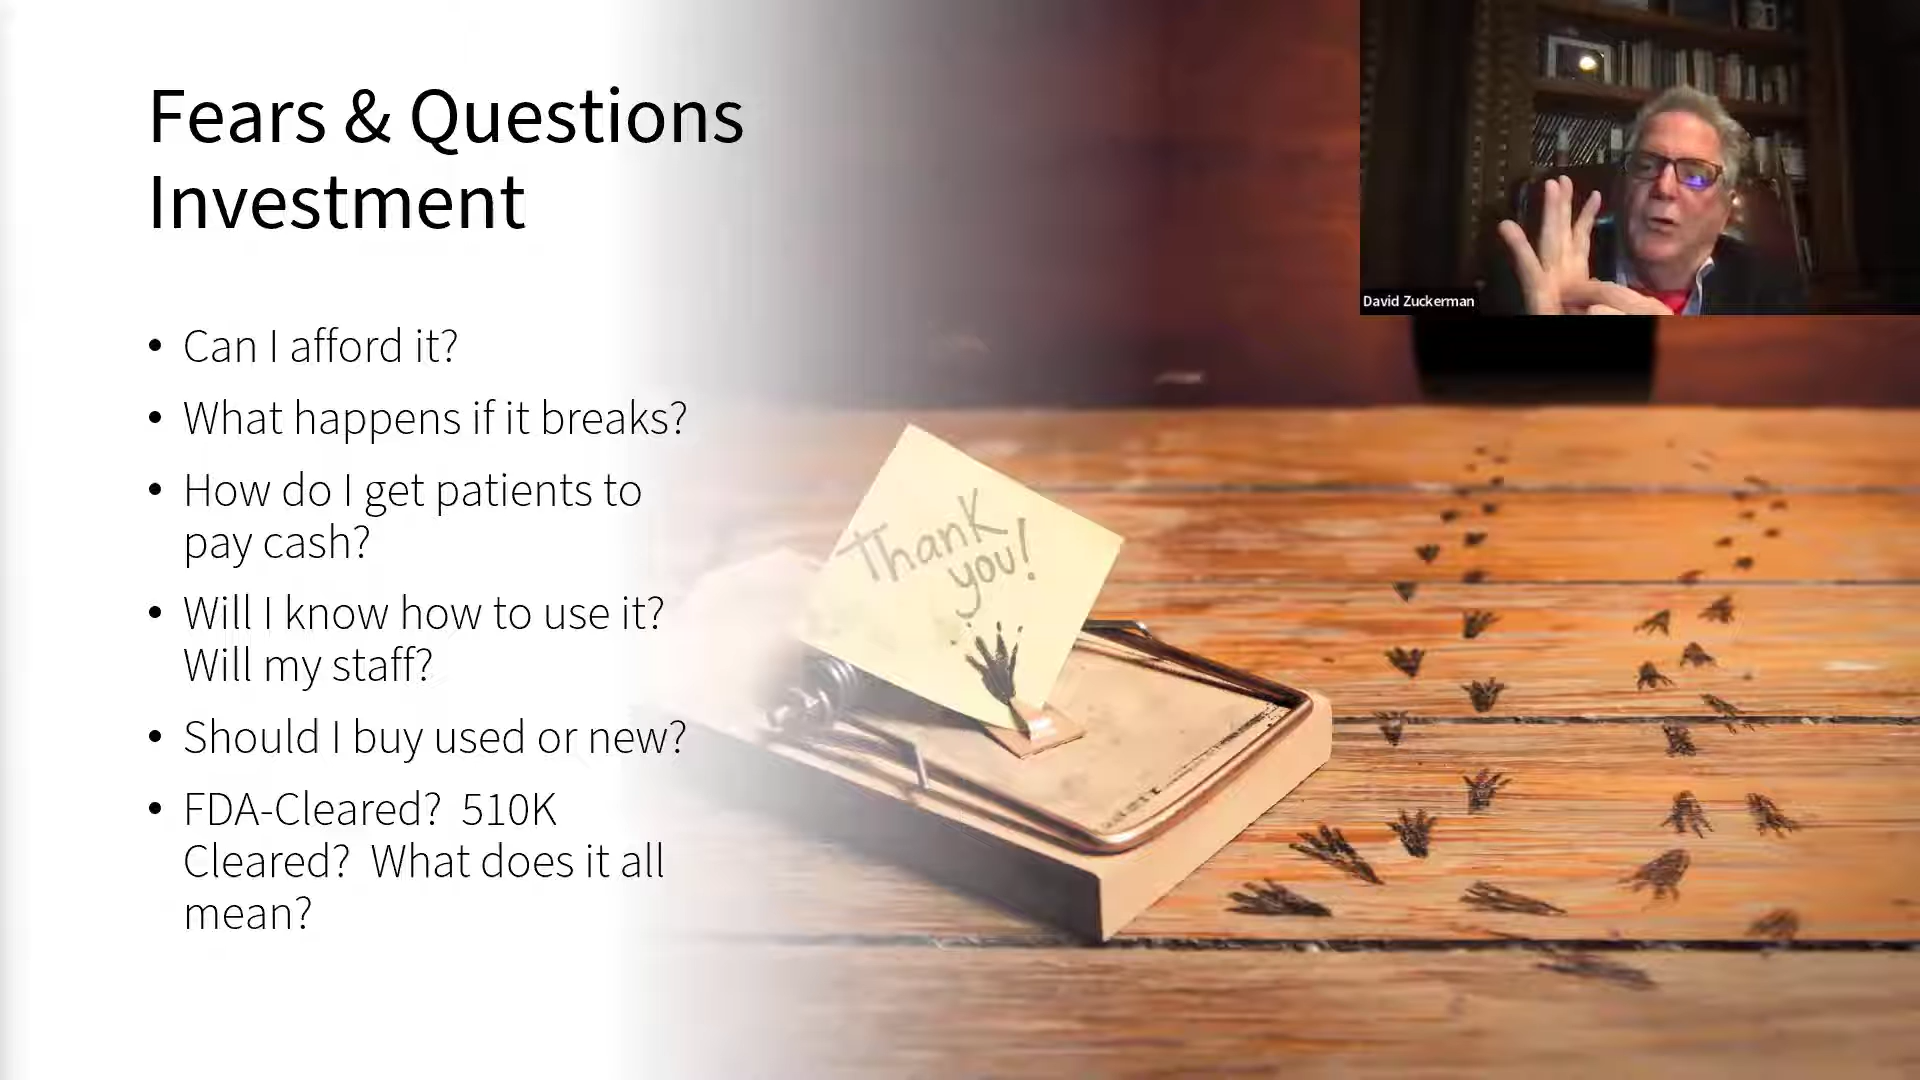 Fears & Questions
Investment
• Can I afford it?
• What happens if it breaks?
• How do I get patients to
pay cash?
• Will I know how to use it?
Will my staff?
• Should I buy used or new?
• FDA-Cleared?  510K
Cleared?  What does it all
mean?
Thank
you!
David Zuckerman